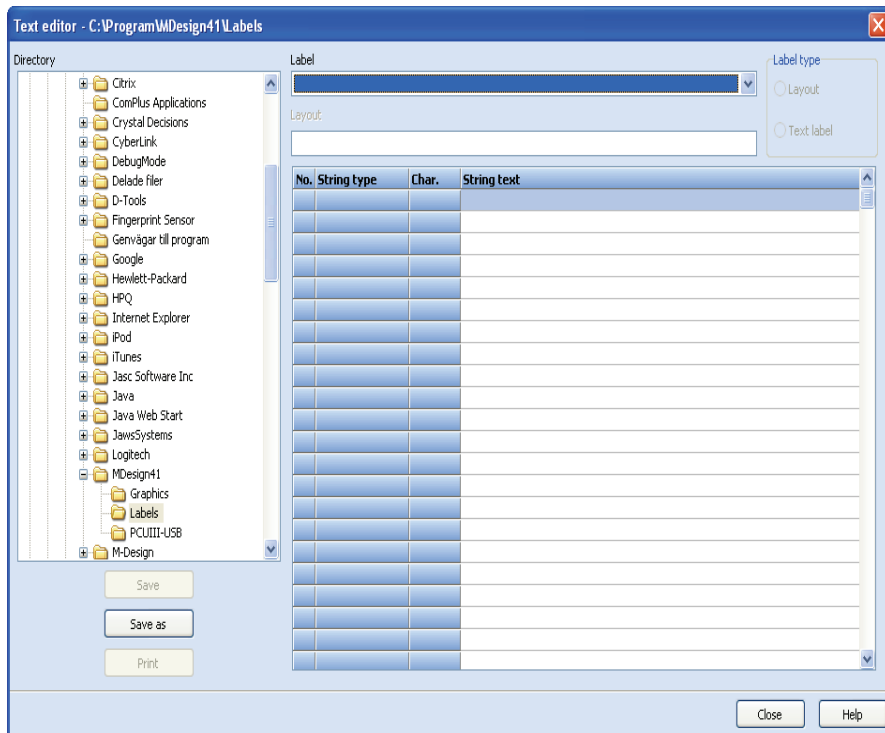 Text editor - C:\Program\MDesign41\Labels
Directory
Citrix
ComPlus Applications
Crystal Decisions
CyberLink
DebugMode
Delade filer
D-Tools
Fingerprint Sensor
Genvägar till program
Google
Hewlett-Packard
HPQ
Internet Explorer
iPod
iTunes
Jasc Software Inc
Java
Java Web Start
JawsSystems
Logitech
MDesign41
Graphics
Labels
PCUIII-USB
M-Design
Save
Save as
Print
Label
Layout
Label type
Layout
Text label
No. String type Char. String text
Close Help